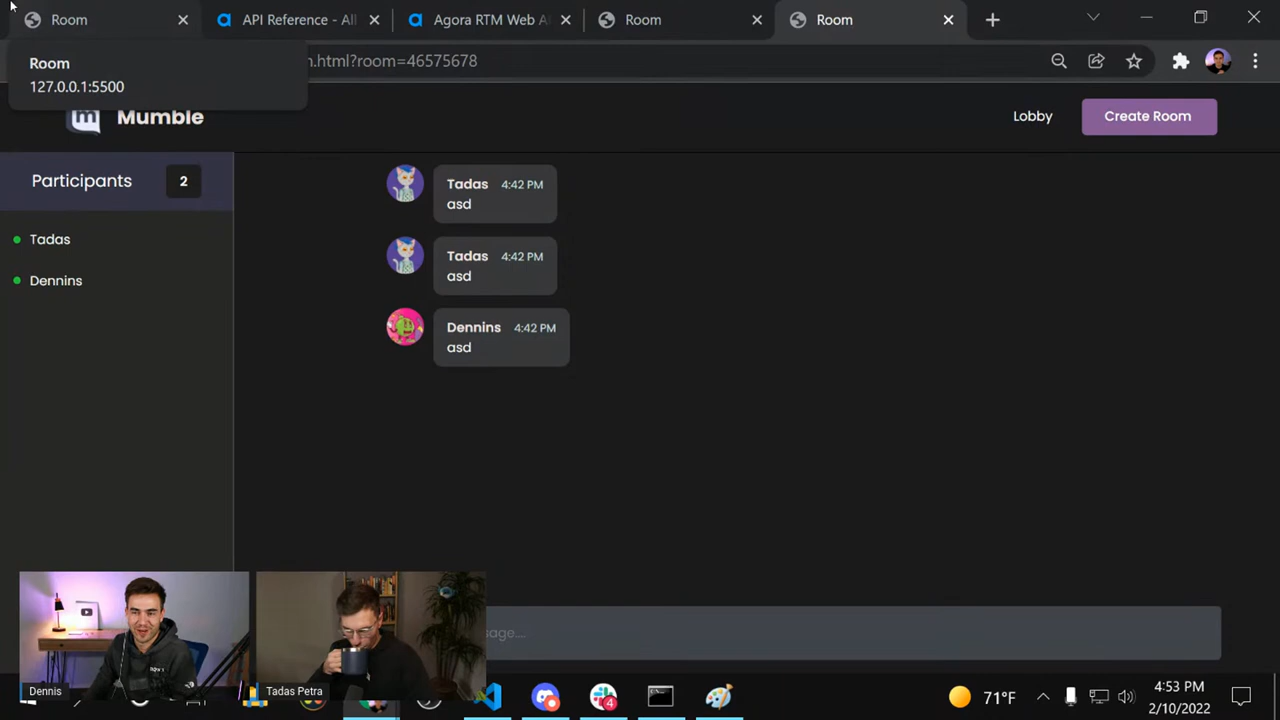 Room
API Reference - All
Agora RTM Web A
Room
Room
Room
127.0.0.1:5500
n.html?room=46575678
m
Mumble
Lobby
Create Room
Participants
2
Tadas
Dennins
Tadas
4:42 PM
asd
Tadas
4:42 PM
asd
Dennins
4:42 PM
asd
sage....
Dennis
Tadas Petra
4
71°F
4:53 PM
2/10/2022